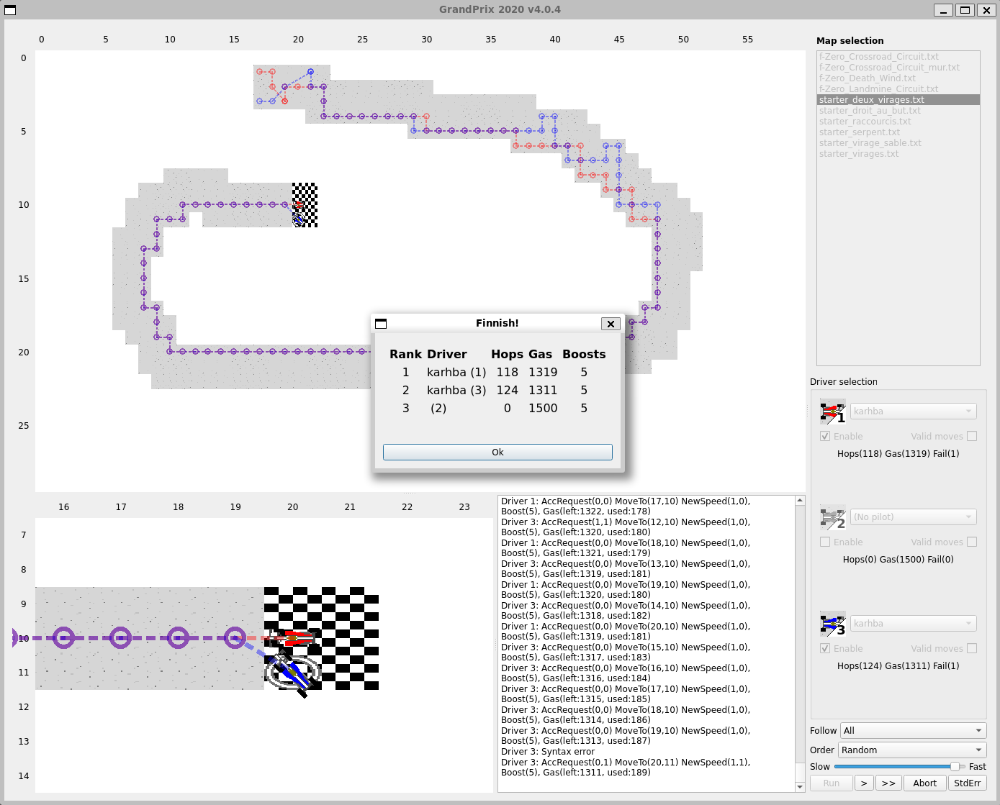 GrandPrix 2020 v4.0.4
0 5 10 15 20 25 30 35 40 45 50 55
0
5
10
15
20
25
Map selection
f-Zero_Crossroad_Circuit.txt
f-Zero_Crossroad_Circuit_mur.txt
f-Zero_Death_Wind.txt
f-Zero_Landmine_Circuit.txt
starter_deux_virages.txt
starter_droit_au_but.txt
starter_raccourcis.txt
starter_serpent.txt
starter_virage_sable.txt
starter_virages.txt
Finnish!
Rank Driver Hops Gas Boosts
1 karhba (1) 118 1319 5
2 karhba (3) 124 1311 5
3 (2) 0 1500 5
Ok
Driver selection
1 karhba
Enable Valid moves
Hops(118) Gas(1319) Fail(1)
2 (No pilot)
Enable Valid moves
Hops(0) Gas(1500) Fail(0)
3 karhba
Enable Valid moves
Hops(124) Gas(1311) Fail(1)
16 17 18 19 20 21 22 23
7
8
9
10
11
12
13
14
Driver 1: AccRequest(0,0) MoveTo(17,10) NewSpeed(1,0),
Boost(5), Gas(left:1322, used:178)
Driver 3: AccRequest(1,1) MoveTo(12,10) NewSpeed(1,0),
Boost(5), Gas(left:1320, used:180)
Driver 1: AccRequest(0,0) MoveTo(18,10) NewSpeed(1,0),
Boost(5), Gas(left:1321, used:179)
Driver 3: AccRequest(0,0) MoveTo(13,10) NewSpeed(1,0),
Boost(5), Gas(left:1319, used:181)
Driver 1: AccRequest(0,0) MoveTo(19,10) NewSpeed(1,0),
Boost(5), Gas(left:1320, used:180)
Driver 3: AccRequest(0,0) MoveTo(14,10) NewSpeed(1,0),
Boost(5), Gas(left:1318, used:182)
Driver 1: AccRequest(0,0) MoveTo(20,10) NewSpeed(1,0),
Boost(5), Gas(left:1319, used:181)
Driver 3: AccRequest(0,0) MoveTo(15,10) NewSpeed(1,0),
Boost(5), Gas(left:1317, used:183)
Driver 3: AccRequest(0,0) MoveTo(16,10) NewSpeed(1,0),
Boost(5), Gas(left:1316, used:184)
Driver 3: AccRequest(0,0) MoveTo(17,10) NewSpeed(1,0),
Boost(5), Gas(left:1315, used:185)
Driver 3: AccRequest(0,0) MoveTo(18,10) NewSpeed(1,0),
Boost(5), Gas(left:1314, used:186)
Driver 3: AccRequest(0,0) MoveTo(19,10) NewSpeed(1,0),
Boost(5), Gas(left:1313, used:187)
Driver 3: Syntax error
Driver 3: AccRequest(0,1) MoveTo(20,11) NewSpeed(1,1),
Boost(5), Gas(left:1311, used:189)
Follow All
Order Random
Slow Fast
Run > >> Abort StdErr